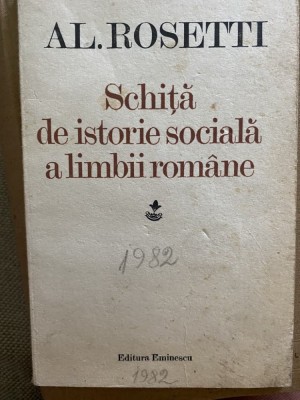 AL. ROSETTI
Schiță
de istorie socială
a limbii române
1982
Editura Eminescu
1982